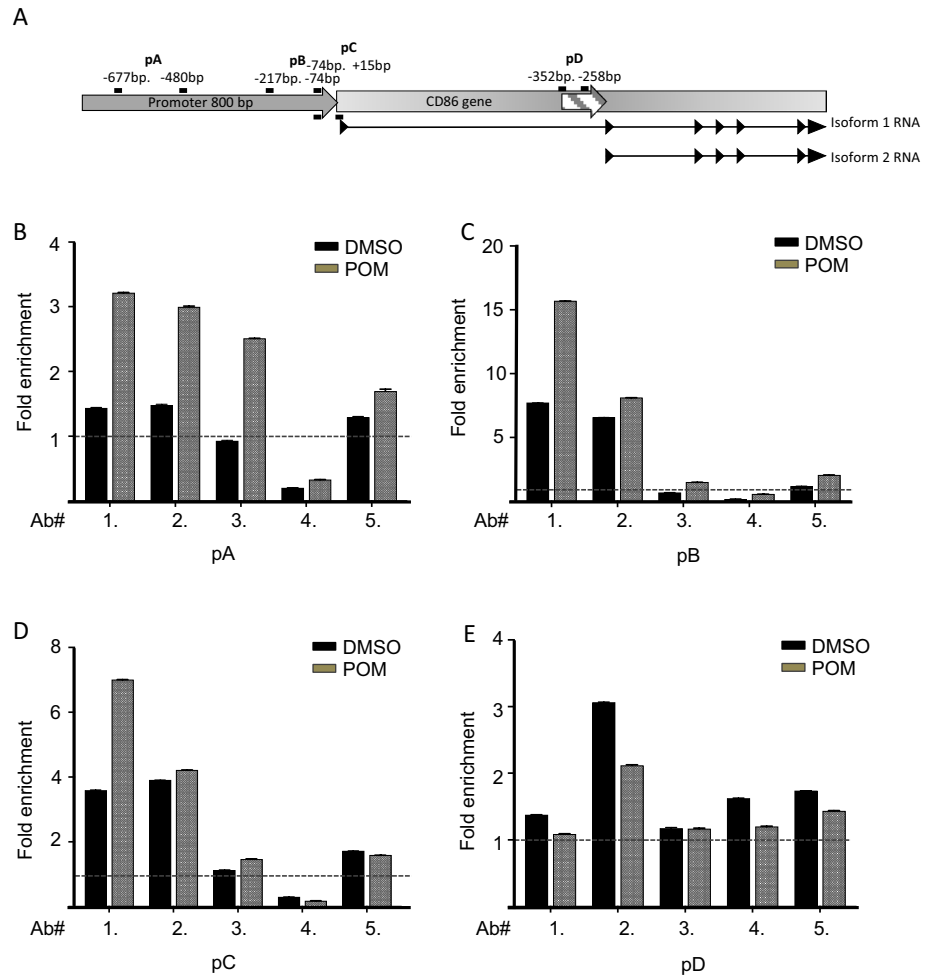 A
pC
pA
pB
pD
-74bp. +15bp
-677bp. -480bp
-217bp. -74bp
-352bp. -258bp
Promoter 800 bp
CD86 gene
Isoform 1 RNA
Isoform 2 RNA
B
4
3
2
1
Fold enrichment
DMSO
POM
Ab# 1. 2. 3. 4. 5.
pA
C
20
15
10
5
Fold enrichment
DMSO
POM
1. 2. 3. 4. 5.
pB
D
8
6
4
2
Fold enrichment
DMSO
POM
Ab# 1. 2. 3. 4. 5.
pC
E
4
3
2
1
Fold enrichment
DMSO
POM
Ab# 1. 2. 3. 4. 5.
pD